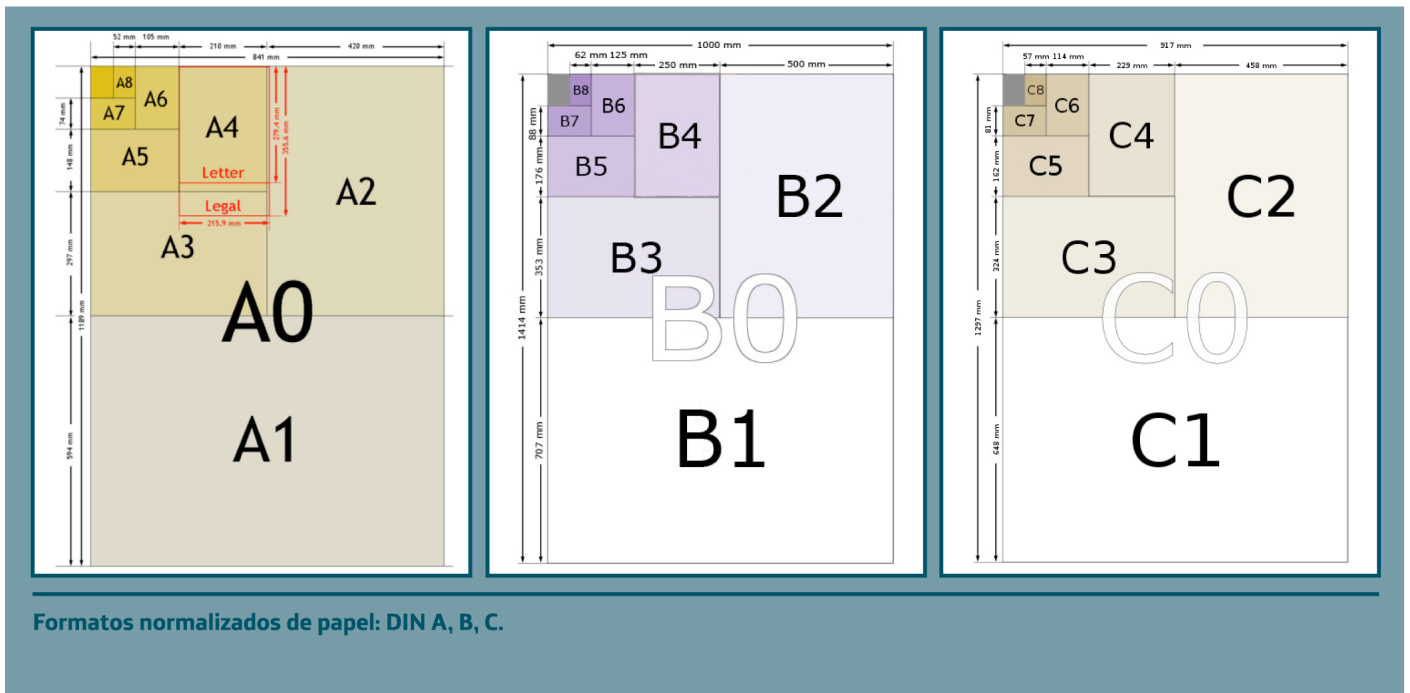 52 mm 105 mm 210 mm 420 mm
841 mm
A8
A7
A6
A5
A4
Letter
Legal
215.9 mm
279.4 mm
355.6 mm
A3
A2
A0
A1
74 mm
148 mm
297 mm
1189 mm
594 mm
1000 mm
62 mm 125 mm
250 mm
500 mm
B8
B7
B6
B5
B4
B3
B2
B0
B1
88 mm
176 mm
353 mm
1414 mm
707 mm
917 mm
57 mm 114 mm
229 mm
458 mm
C8
C7
C6
C5
C4
C3
C2
C0
C1
81 mm
162 mm
324 mm
1297 mm
648 mm
Formatos normalizados de papel: DIN A, B, C.